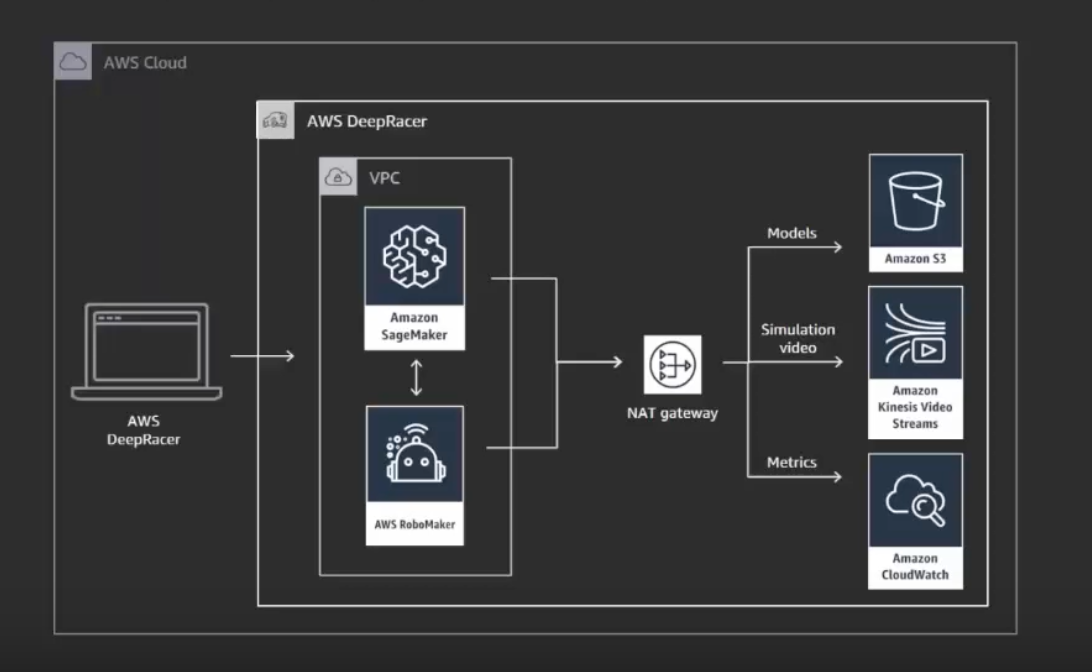 AWS Cloud
AWS DeepRacer
VPC
Amazon
SageMaker
AWS RoboMaker
AWS
DeepRacer
NAT gateway
Models
Simulation
video
Metrics
Amazon S3
Amazon
Kinesis Video
Streams
Amazon
CloudWatch